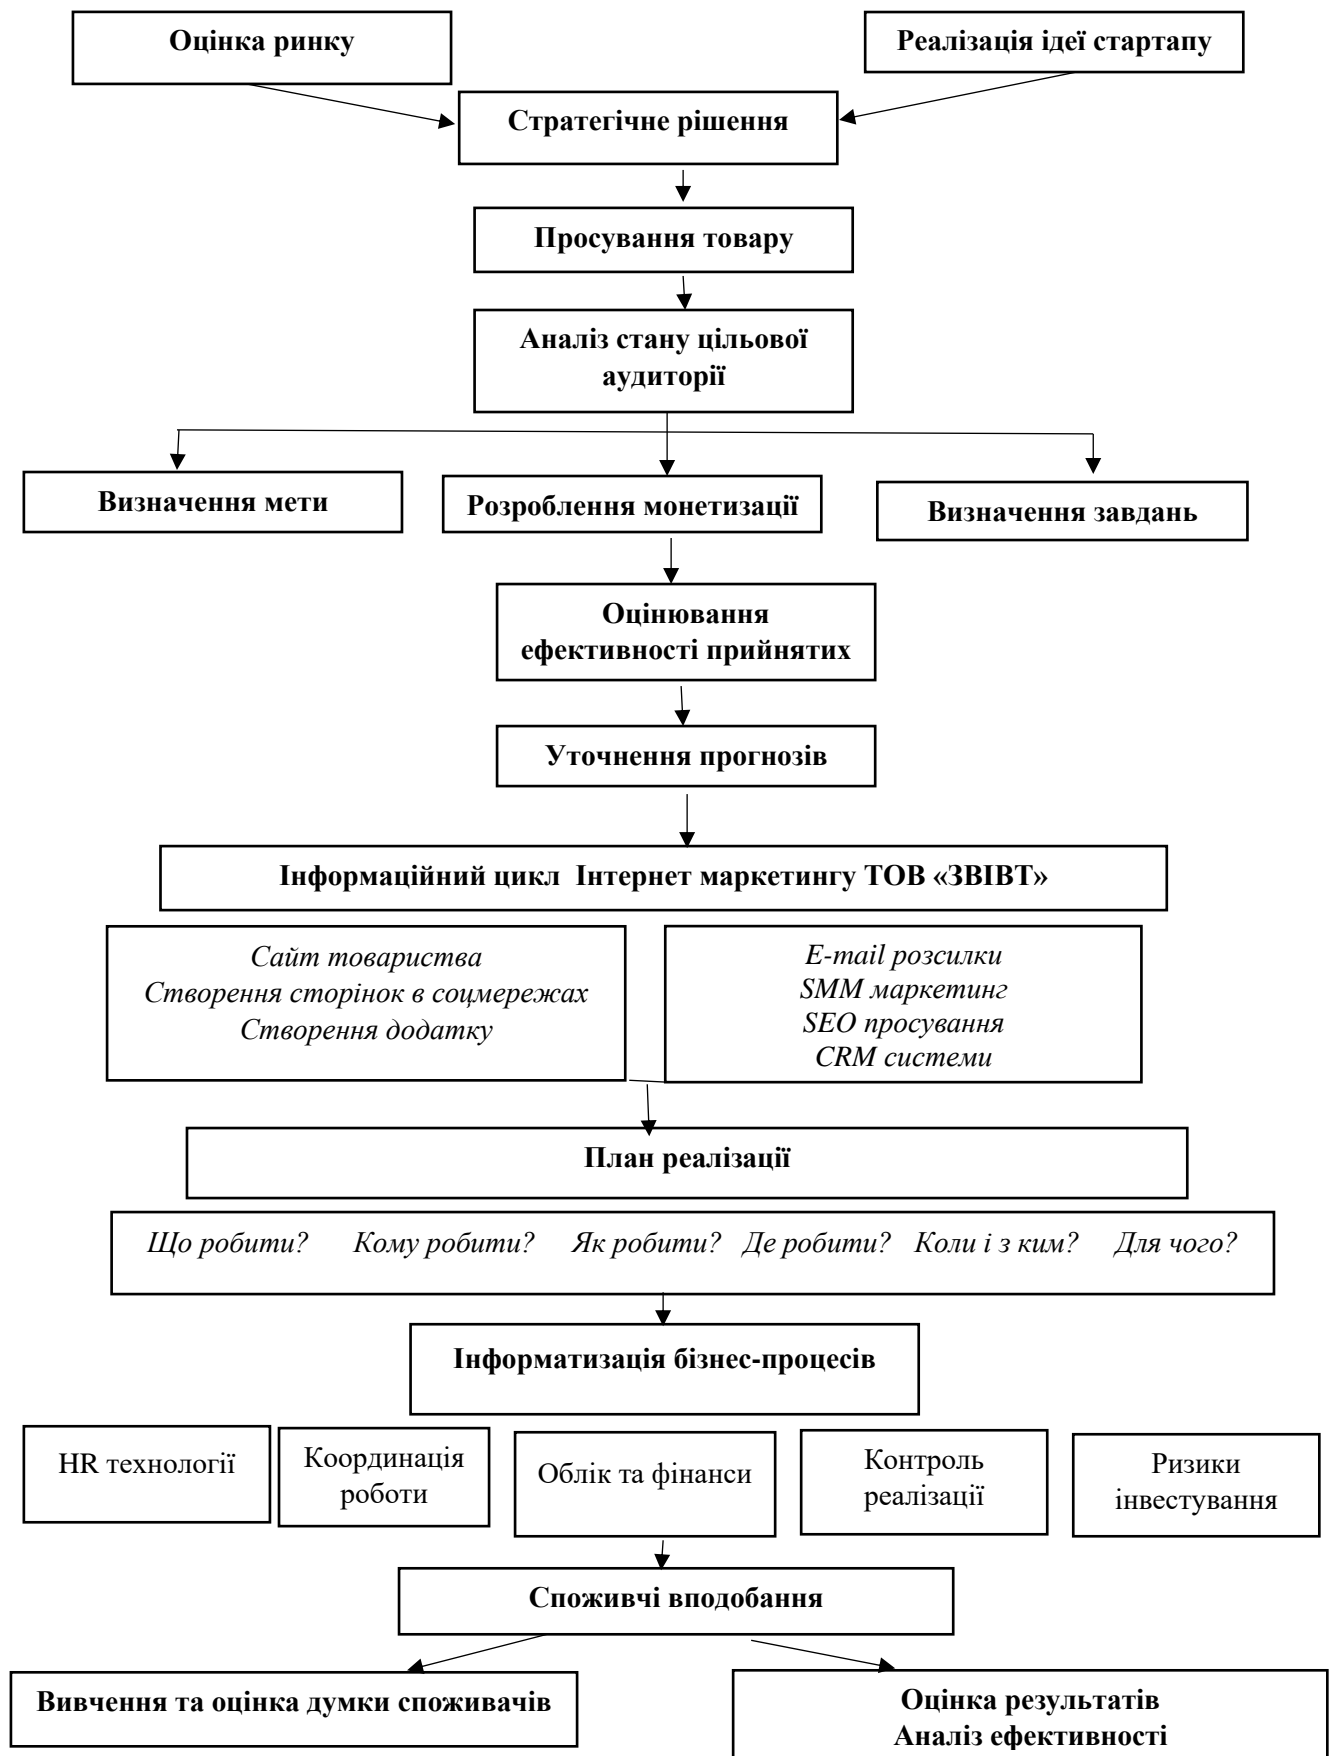 Оцінка ринку
Реалізація ідеї стартапу
Стратегічне рішення
Просування товару
Аналіз стану цільової
аудиторії
Визначення мети
Розроблення монетизації
Визначення завдань
Оцінювання
ефективності прийнятих
Уточнення прогнозів
Інформаційний цикл  Інтернет маркетингу ТОВ «ЗВІВТ»
Сайт товариства
Створення сторінок в соцмережах
Створення додатку
E-mail розсилки
SMM маркетинг
SEO просування
CRM системи
План реалізації
Що робити? Кому робити? Як робити? Де робити? Коли і з ким? Для чого?
Інформатизація бізнес-процесів
HR технології
Координація
роботи
Облік та фінанси
Контроль
реалізації
Ризики
інвестування
Споживчі вподобання
Вивчення та оцінка думки споживачів
Оцінка результатів
Аналіз ефективності